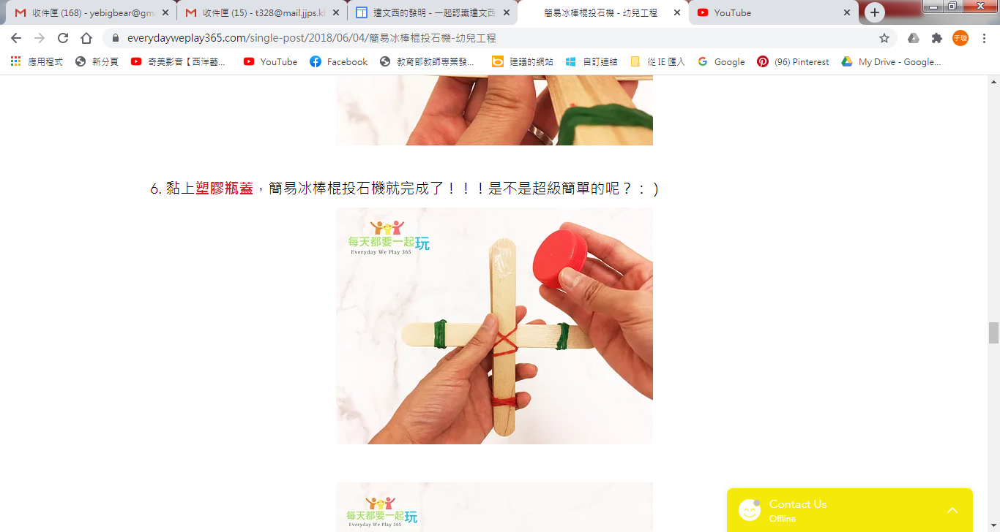 收件匣 (168) - yebigbear@gm
收件匣 (15) - t328@mail.jjps.k
達文西的發明 - 一起認識達文西
簡易冰棒棍投石機 - 幼兒工程
YouTube
everydayweplay365.com/single-post/2018/06/04/簡易冰棒棍投石機-幼兒工程
于璇
應用程式
新分頁
奇美影音【西洋藝...
YouTube
Facebook
教育部教師專業發...
建議的網站
自訂連結
從 IE 匯入
Google
(96) Pinterest
My Drive - Google...
6. 黏上塑膠瓶蓋，簡易冰棒棍投石機就完成了！！！是不是超級簡單的呢？： )
每天都要一起玩
Everyday We Play 365
每天都要一起玩
Everyday We Play 365
Contact Us
Offline